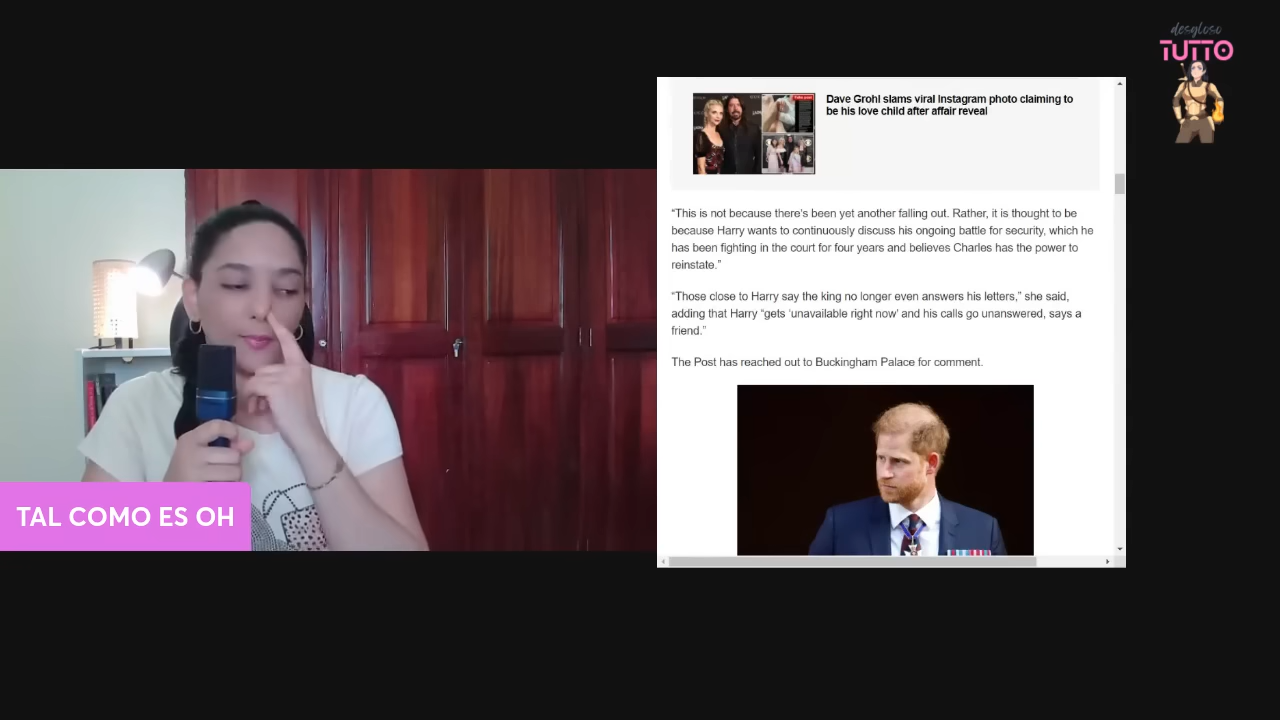 desgloso
TUTTO
Dave Grohl slams viral Instagram photo claiming to
be his love child after affair reveal
“This is not because there’s been yet another falling out. Rather, it is thought to be
because Harry wants to continuously discuss his ongoing battle for security, which he
has been fighting in the court for four years and believes Charles has the power to
reinstate.”
“Those close to Harry say the king no longer even answers his letters,” she said,
adding that Harry “gets ‘unavailable right now’ and his calls go unanswered, says a
friend.”
The Post has reached out to Buckingham Palace for comment.
TAL COMO ES OH